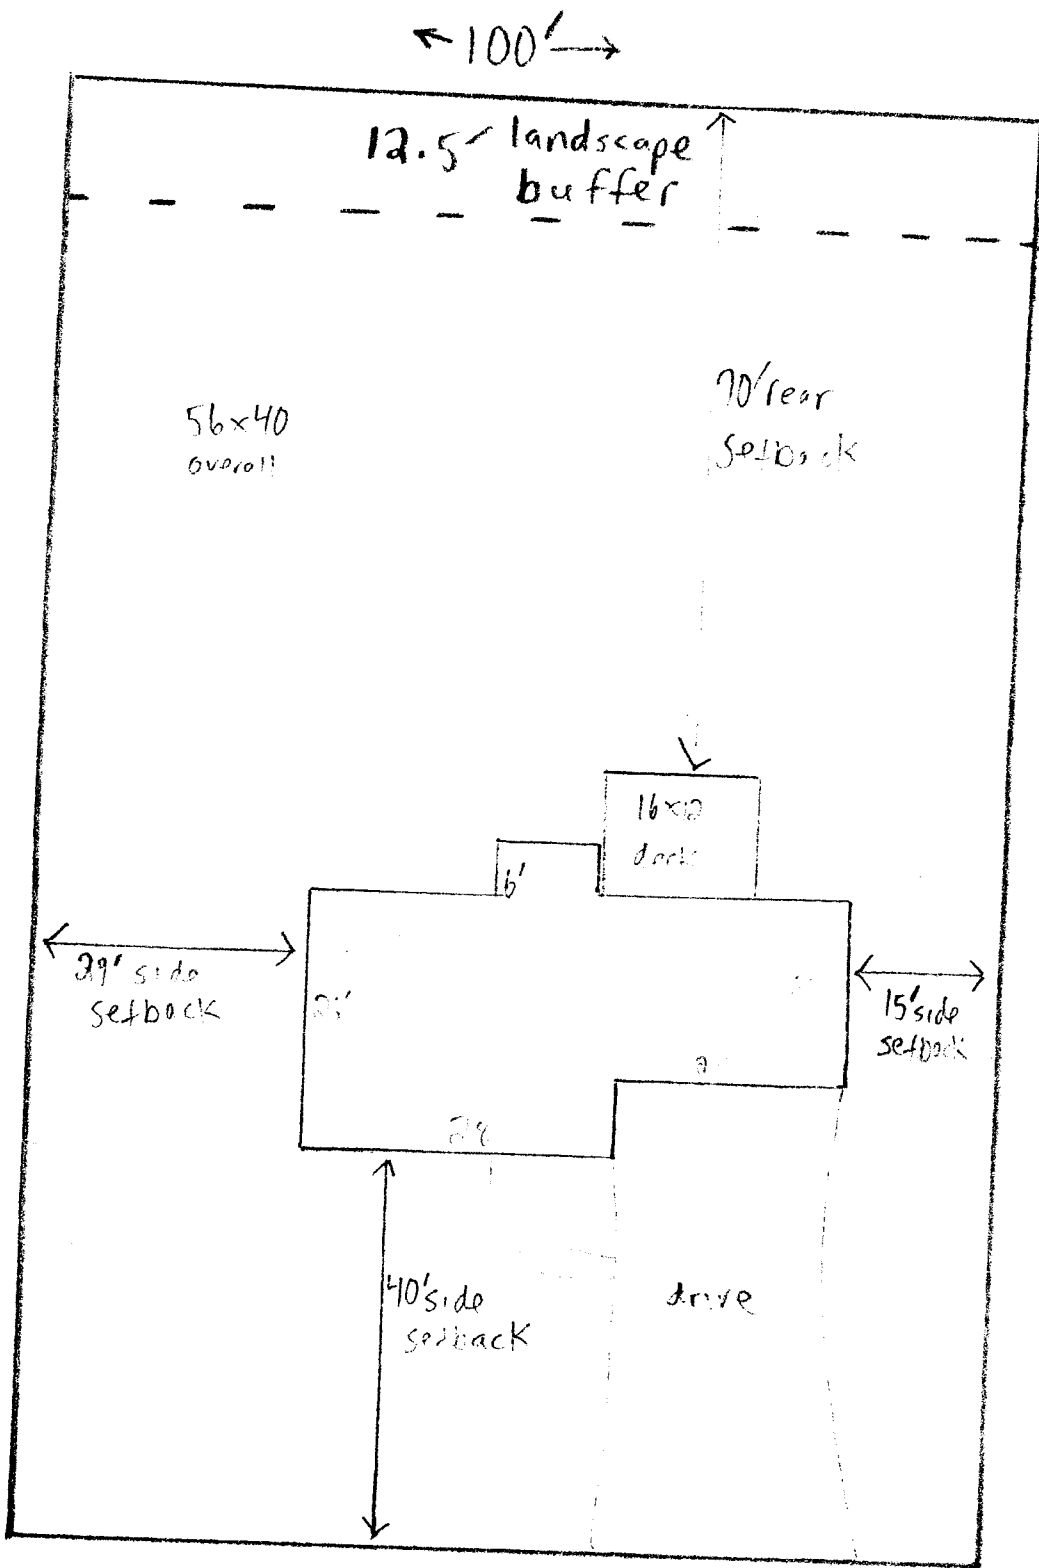 ←100'→
12.5' landscape
buffer
56x40
overall
70' rear
setback
16x12
deck
6'
29' side
setback
15' side
setback
28
40' side
setback
drive